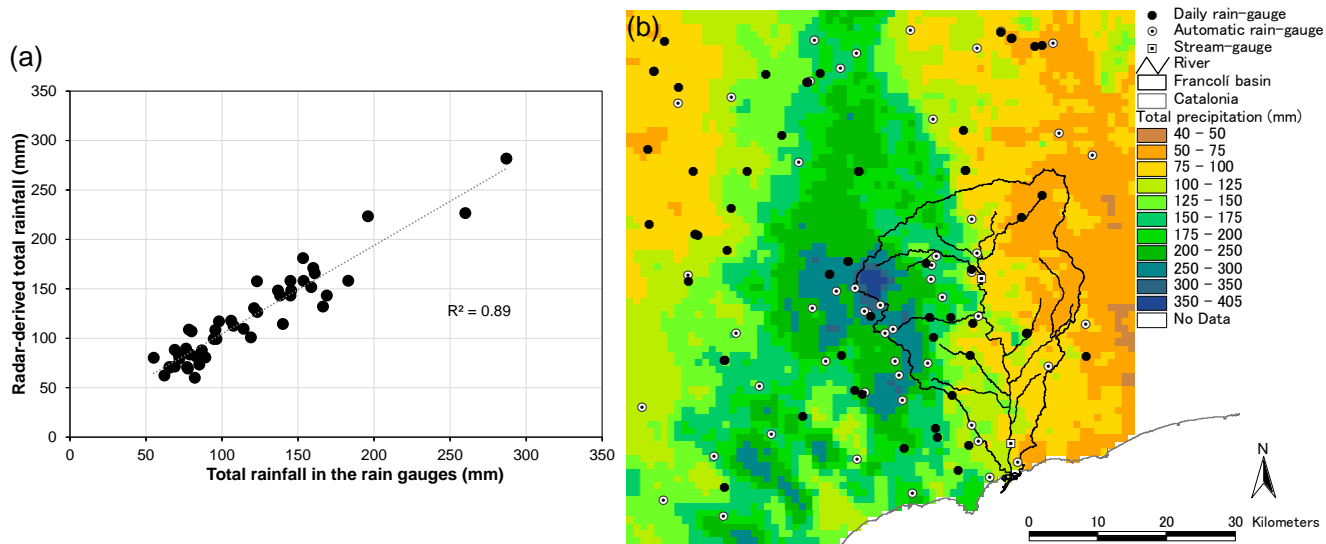 (a)
350
300
250
200
150
100
50
0
0 50 100 150 200 250 300 350
Radar-derived total rainfall (mm)
Total rainfall in the rain gauges (mm)
R² = 0.89
(b)
Daily rain-gauge
Automatic rain-gauge
Stream-gauge
River
Francolí basin
Catalonia
Total precipitation (mm)
40 - 50
50 - 75
75 - 100
100 - 125
125 - 150
150 - 175
175 - 200
200 - 250
250 - 300
300 - 350
350 - 405
No Data
N
0 10 20 30 Kilometers